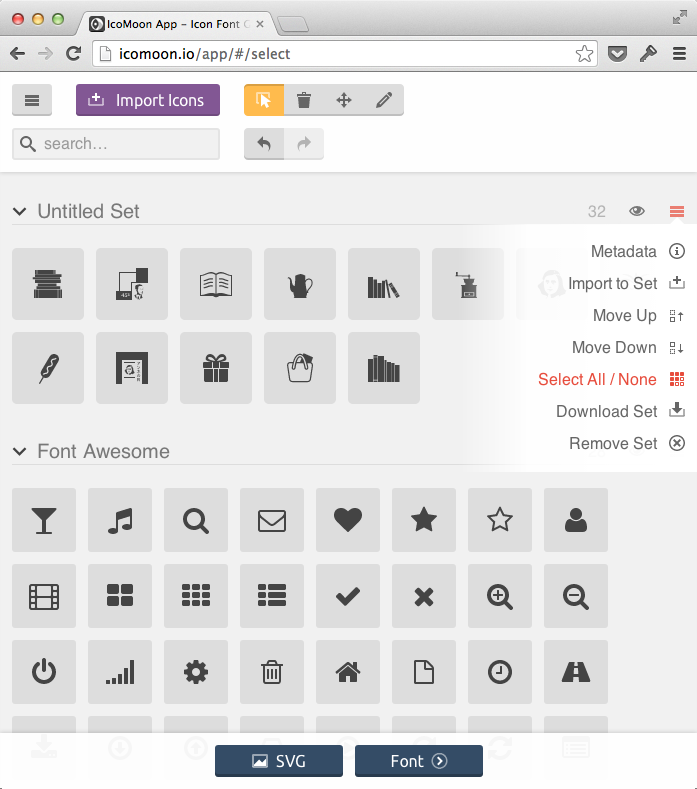 IcoMoon App – Icon Font
icomoon.io/app/#/select
Import Icons
search...
Untitled Set
32
Metadata
Import to Set
Move Up
Move Down
Select All / None
Download Set
Remove Set
Font Awesome
SVG
Font